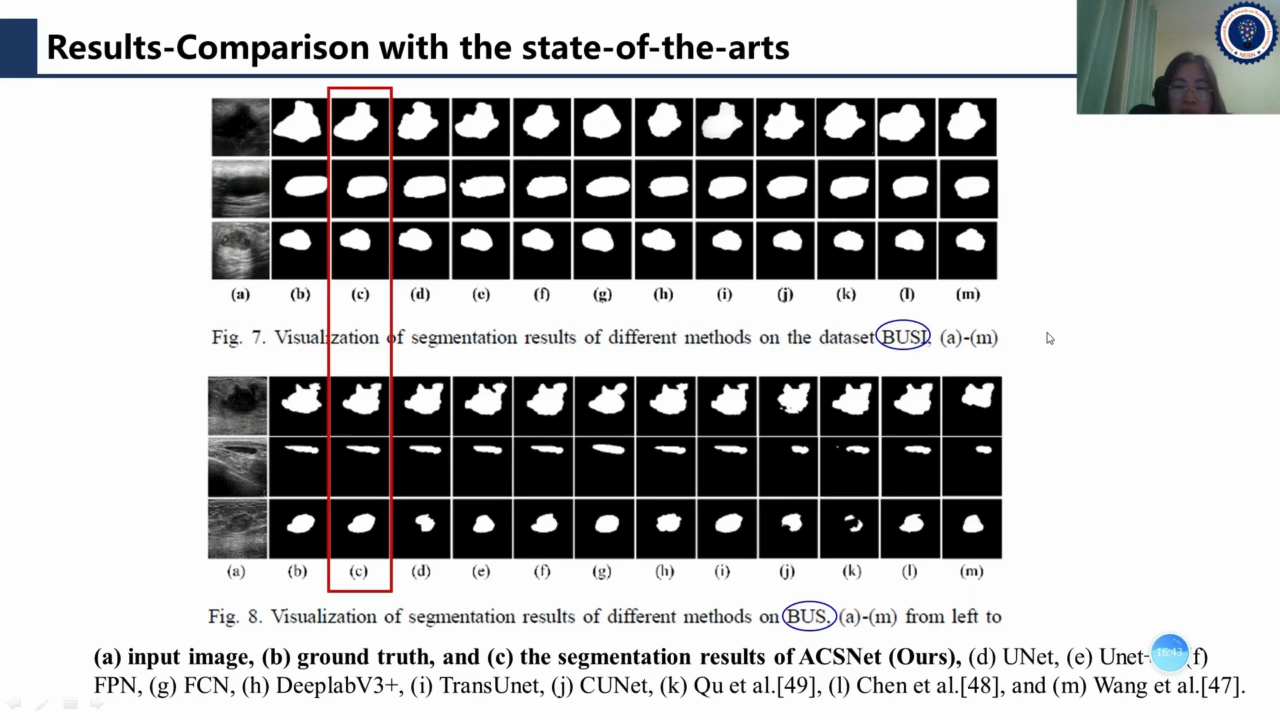 Results-Comparison with the state-of-the-arts
(a) (b) (c) (d) (e) (f) (g) (h) (i) (j) (k) (l) (m)
Fig. 7. Visualization of segmentation results of different methods on the dataset BUSI, (a)-(m)
(a) (b) (c) (d) (e) (f) (g) (h) (i) (j) (k) (l) (m)
Fig. 8. Visualization of segmentation results of different methods on BUS, (a)-(m) from left to
(a) input image, (b) ground truth, and (c) the segmentation results of ACSNet (Ours), (d) UNet, (e) (f)
FPN, (g) FCN, (h) DeeplabV3+, (i) TransUnet, (j) CUNet, (k) Qu et al.[49], (l) Chen et al.[48], and (m) Wang et al.[47].
16:43